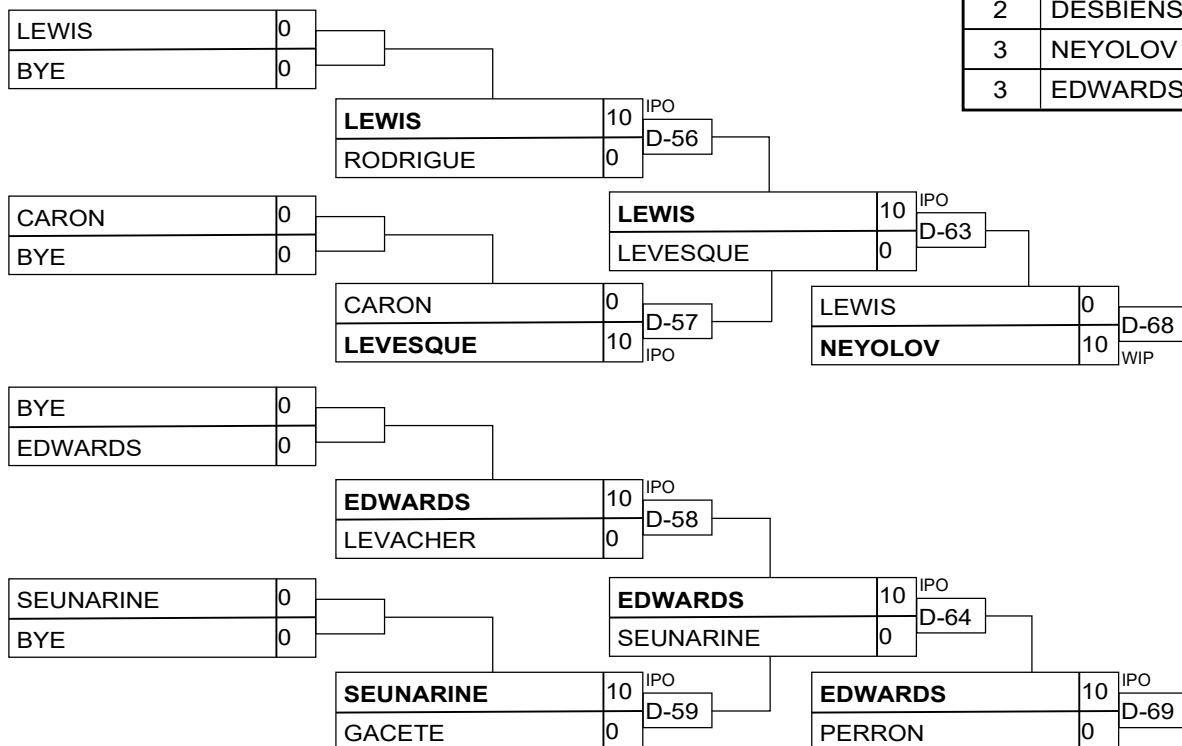 LEWIS 0
BYE 0
2 DESBIENS
3 NEYOLOV
3 EDWARDS
LEWIS 10 IPO
D-56
RODRIGUE 0
CARON 0
BYE 0
LEWIS 10 IPO
D-63
LEVESQUE 0
CARON 0
D-57
LEVESQUE 10 IPO
LEWIS 0
D-68
NEYOLOV 10 WIP
BYE 0
EDWARDS 0
EDWARDS 10 IPO
D-58
LEVACHER 0
SEUNARINE 0
BYE 0
EDWARDS 10 IPO
D-64
SEUNARINE 0
SEUNARINE 10 IPO
D-59
GACETE 0
EDWARDS 10 IPO
D-69
PERRON 0